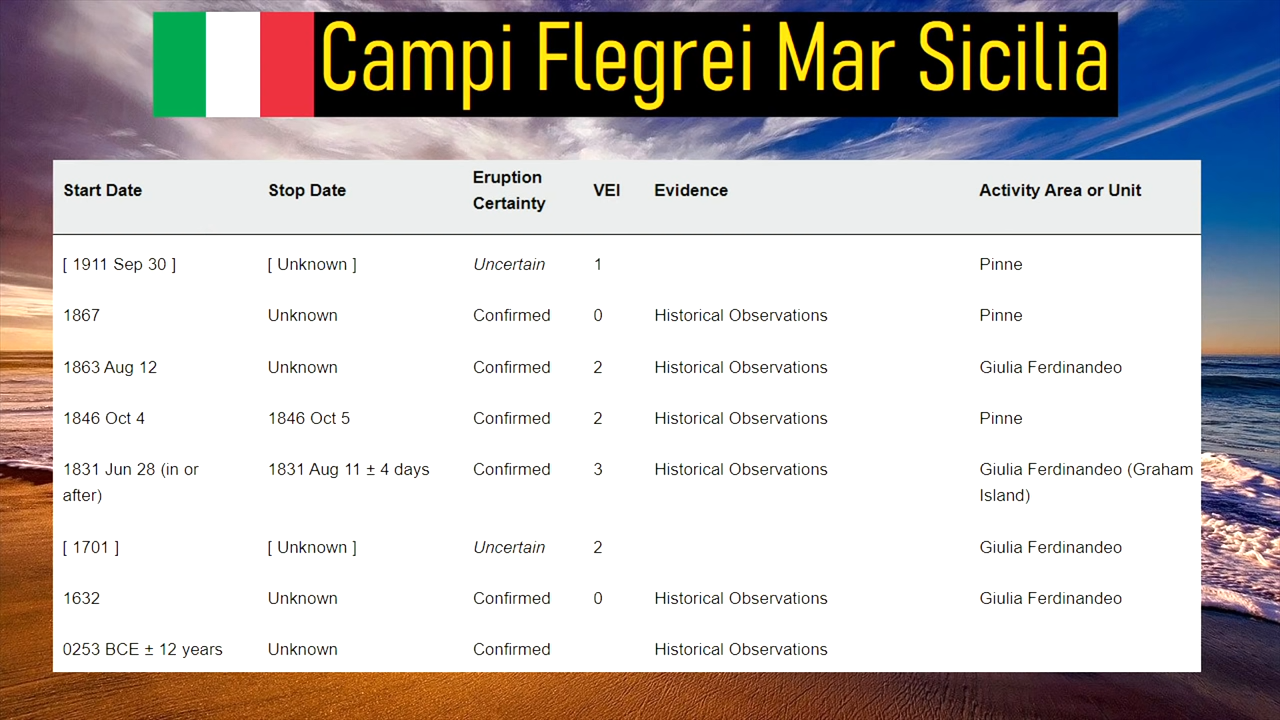 Campi Flegrei Mar Sicilia
Start Date Stop Date Eruption Certainty VEI Evidence Activity Area or Unit
[ 1911 Sep 30 ] [ Unknown ] Uncertain 1 Pinne
1867 Unknown Confirmed 0 Historical Observations Pinne
1863 Aug 12 Unknown Confirmed 2 Historical Observations Giulia Ferdinandeo
1846 Oct 4 1846 Oct 5 Confirmed 2 Historical Observations Pinne
1831 Jun 28 (in or after) 1831 Aug 11 ± 4 days Confirmed 3 Historical Observations Giulia Ferdinandeo (Graham Island)
[ 1701 ] [ Unknown ] Uncertain 2 Giulia Ferdinandeo
1632 Unknown Confirmed 0 Historical Observations Giulia Ferdinandeo
0253 BCE ± 12 years Unknown Confirmed Historical Observations